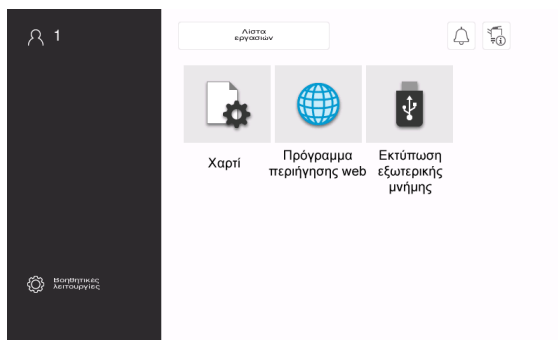 1
Λίστα
εργασιών
Χαρτί
Πρόγραμμα
περιήγησης web
Εκτύπωση
εξωτερικής
μνήμης
Βοηθητικές
λειτουργίες